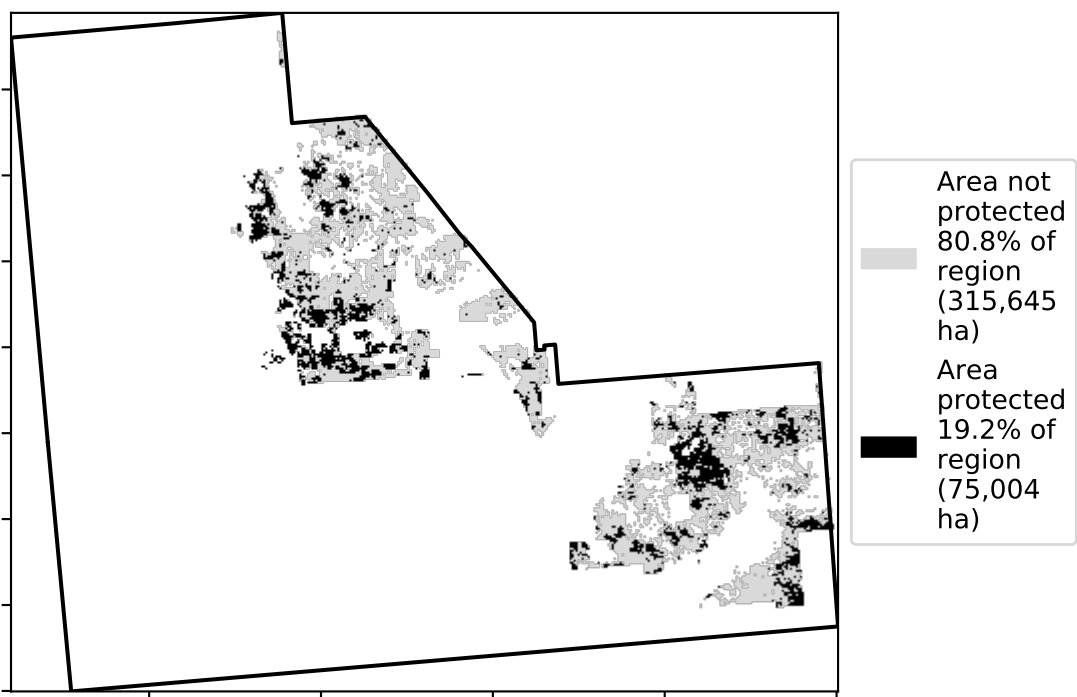 Area not
protected
80.8% of
region
(315,645
ha)
Area
protected
19.2% of
region
(75,004
ha)